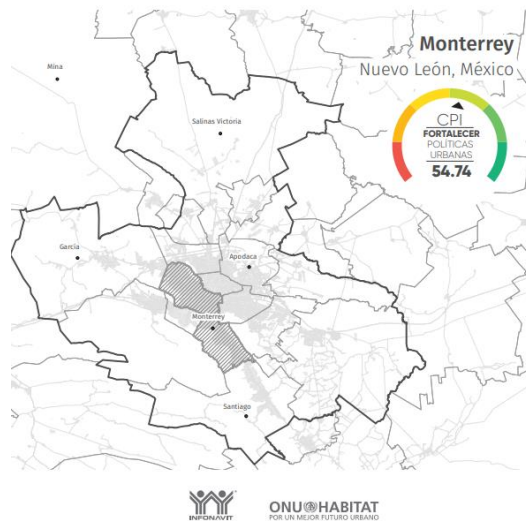 Monterrey
Nuevo León, México
CPI
FORTALECER
POLÍTICAS
URBANAS
54.74
Mina
Salinas Victoria
García
Apodaca
Monterrey
Santiago
INFONAVIT
ONU HABITAT
POR UN MEJOR FUTURO URBANO